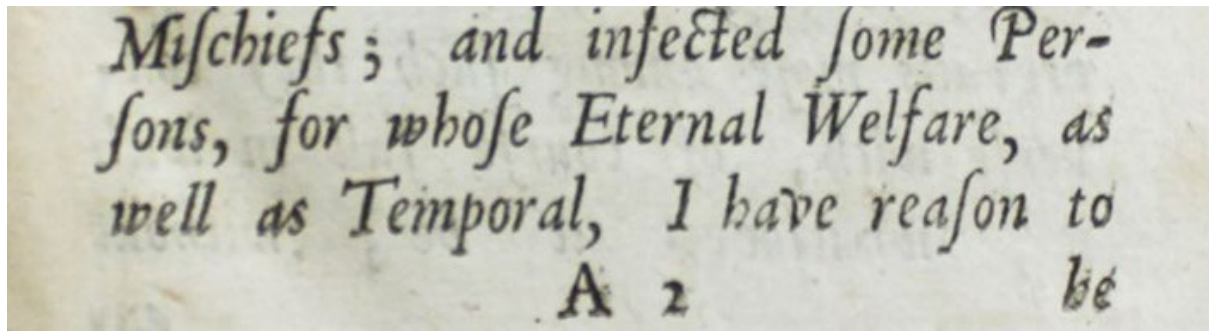 Miſchiefs; and infected ſome Per-
ſons, for whoſe Eternal Welfare, as
well as Temporal, I have reaſon to
A 2 be